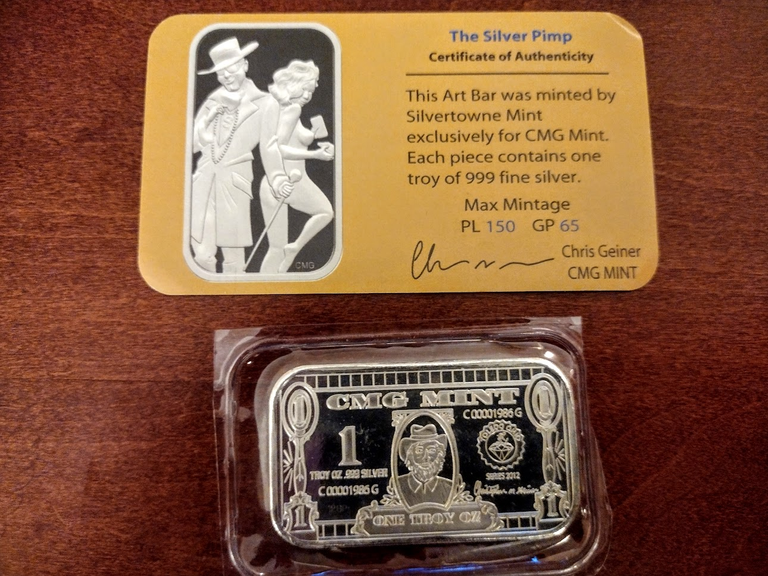 The Silver Pimp
Certificate of Authenticity
This Art Bar was minted by
Silvertowne Mint
exclusively for CMG Mint.
Each piece contains one
troy of 999 fine silver.
Max Mintage
PL 150 GP 65
Chris Geiner
CMG MINT
CMG
CMG MINT
C00001986G
1
TROY OZ .999 SILVER
SERIES 2012
C00001986G
1
ONE TROY OZ
1